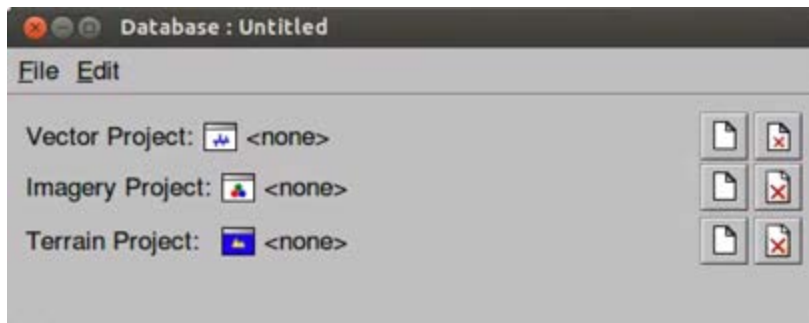 Database : Untitled
File Edit
Vector Project: <none>
Imagery Project: <none>
Terrain Project: <none>